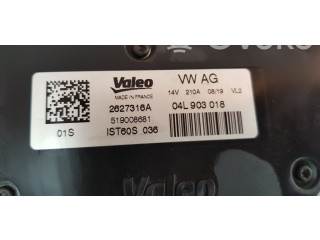 Valeo
MADE IN FRANCE
VW AG
2627316A
14V 210A 08/19 VL2
519008681
04L 903 018
01S
IST60S 036
Valeo